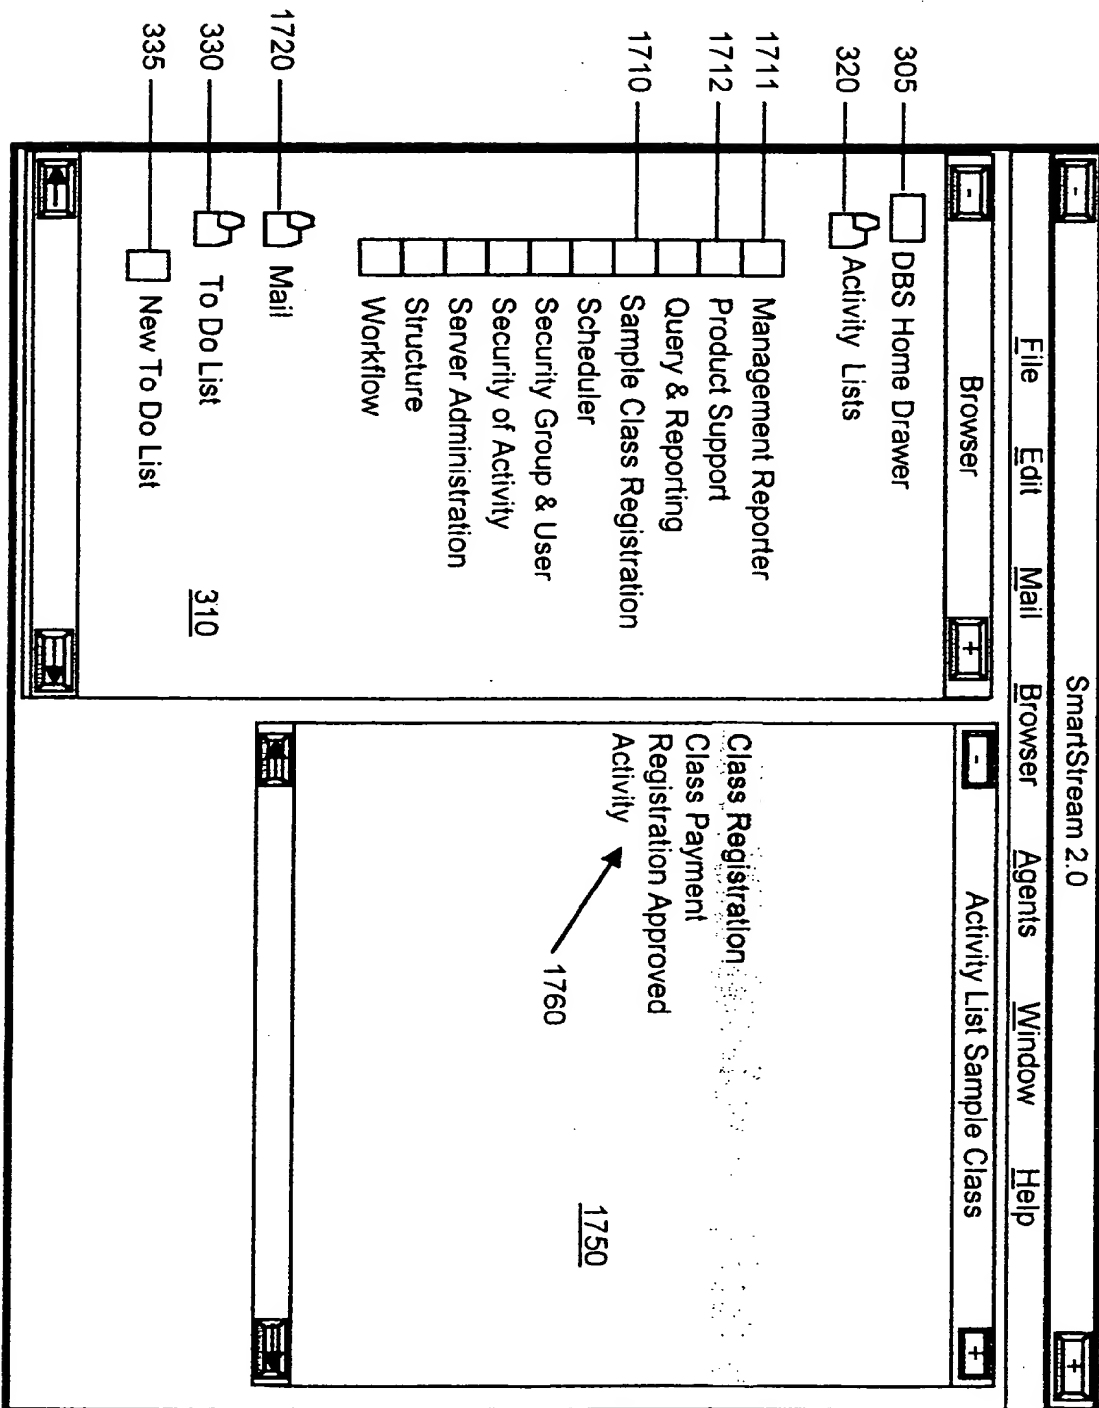 SmartStream 2.0
- +
File Edit Mail Browser Agents Window Help
- Browser +
305
DBS Home Drawer
320
Activity Lists
1711
Management Reporter
1712
Product Support
Query & Reporting
1710
Sample Class Registration
Scheduler
Security Group & User
Security of Activity
Server Administration
Structure
Workflow
1720
Mail
330
To Do List
310
335
New To Do List
- Activity List Sample Class +
Class Registration
Class Payment
Registration Approved
Activity
1760
1750